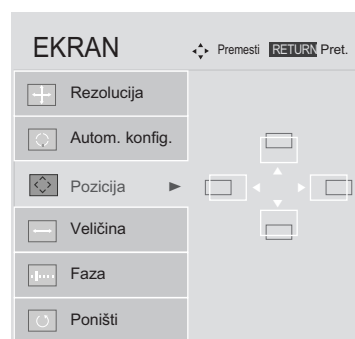 EKRAN
Premesti RETURN Pret.
Rezolucija
Autom. konfig.
Pozicija
Veličina
Faza
Poništi